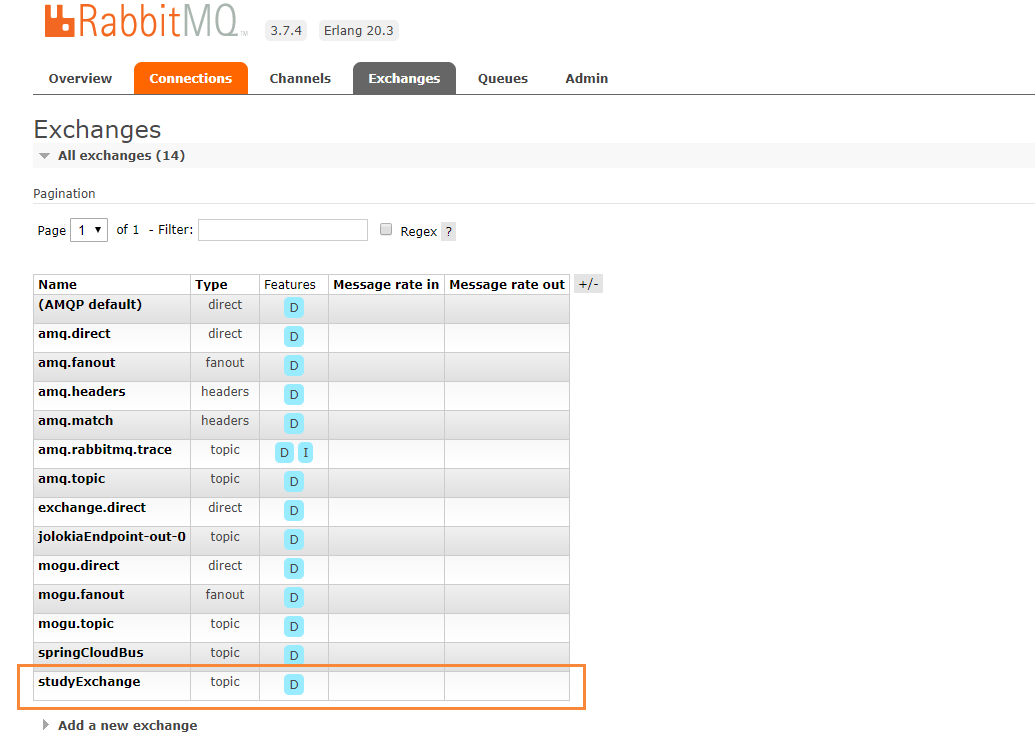 RabbitMQ TM 3.7.4 Erlang 20.3
Overview Connections Channels Exchanges Queues Admin
Exchanges
All exchanges (14)
Pagination
Page 1 of 1 - Filter: Regex ?
Name Type Features Message rate in Message rate out +/-
(AMQP default) direct D
amq.direct direct D
amq.fanout fanout D
amq.headers headers D
amq.match headers D
amq.rabbitmq.trace topic D I
amq.topic topic D
exchange.direct direct D
jolokiaEndpoint-out-0 topic D
mogu.direct direct D
mogu.fanout fanout D
mogu.topic topic D
springCloudBus topic D
studyExchange topic D
Add a new exchange